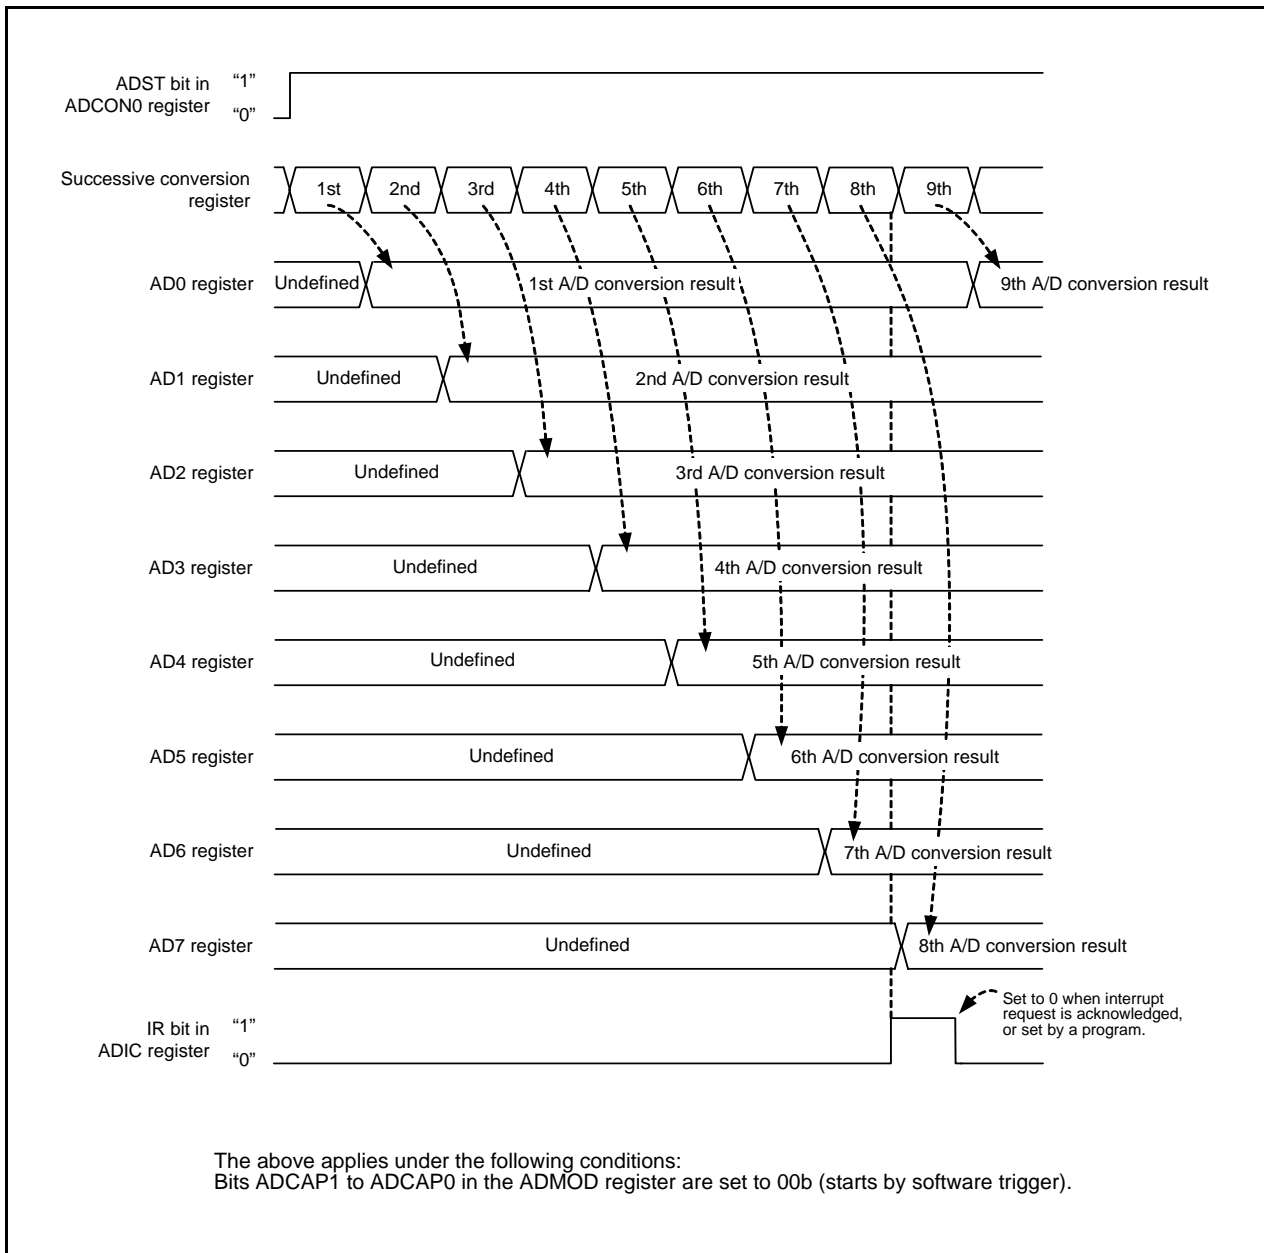 ADST bit in
ADCON0 register
“1”
“0”
Successive conversion
register
1st 2nd 3rd 4th 5th 6th 7th 8th 9th
AD0 register
Undefined
1st A/D conversion result
9th A/D conversion result
AD1 register
Undefined
2nd A/D conversion result
AD2 register
Undefined
3rd A/D conversion result
AD3 register
Undefined
4th A/D conversion result
AD4 register
Undefined
5th A/D conversion result
AD5 register
Undefined
6th A/D conversion result
AD6 register
Undefined
7th A/D conversion result
AD7 register
Undefined
8th A/D conversion result
IR bit in
ADIC register
“1”
“0”
Set to 0 when interrupt
request is acknowledged,
or set by a program.
The above applies under the following conditions:
Bits ADCAP1 to ADCAP0 in the ADMOD register are set to 00b (starts by software trigger).